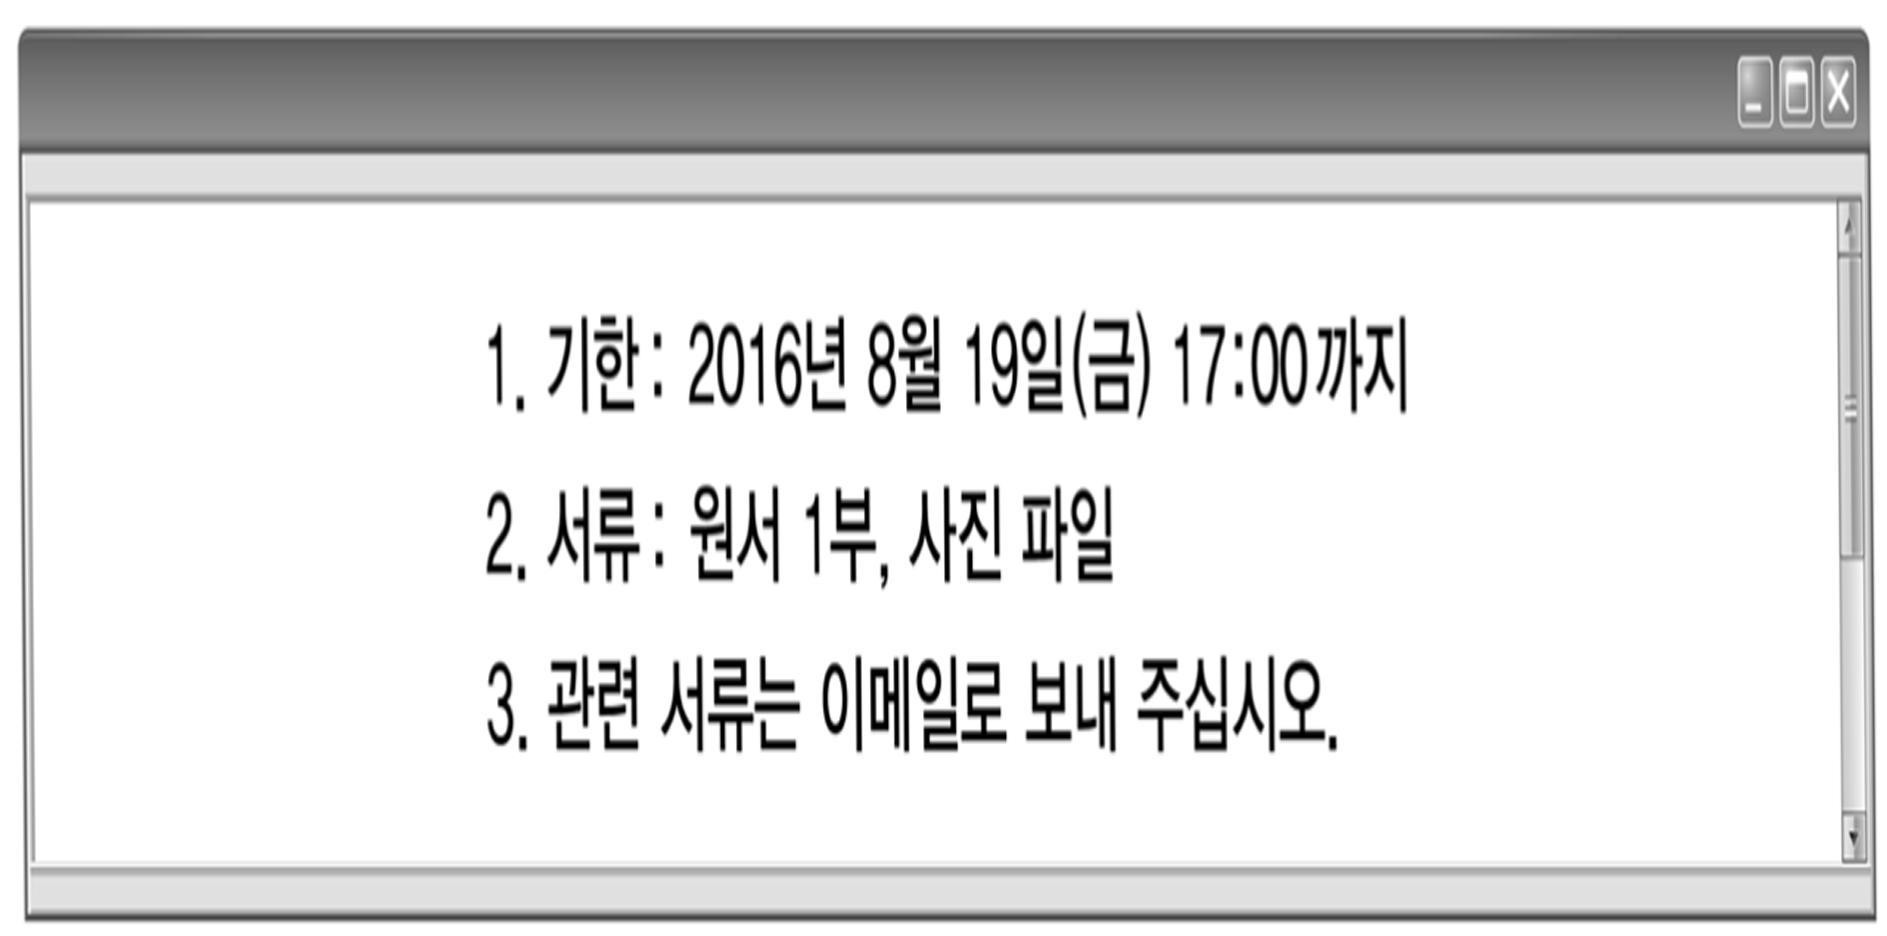 1. 기한: 2016년 8월 19일(금) 17:00까지
2. 서류: 원서 1부, 사진 파일
3. 관련 서류는 이메일로 보내 주십시오.